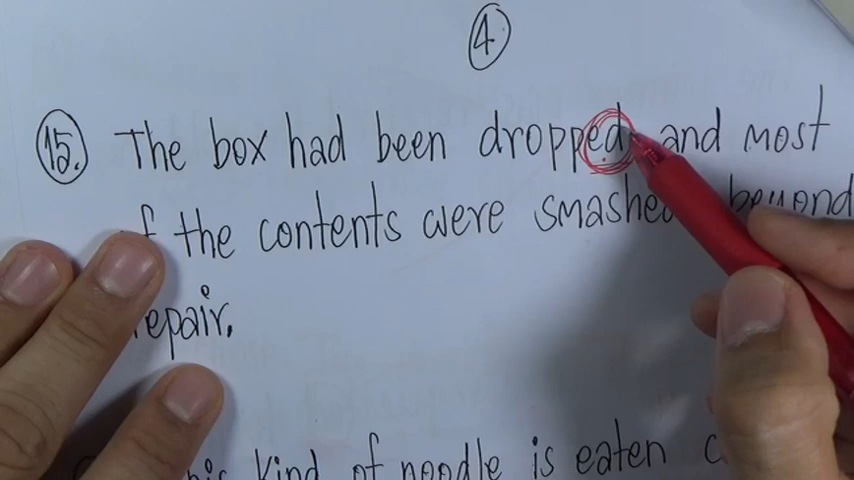 4
15. The box had been dropped and most
f the contents were smashed beyond
repair.
kind of noodle is eaten